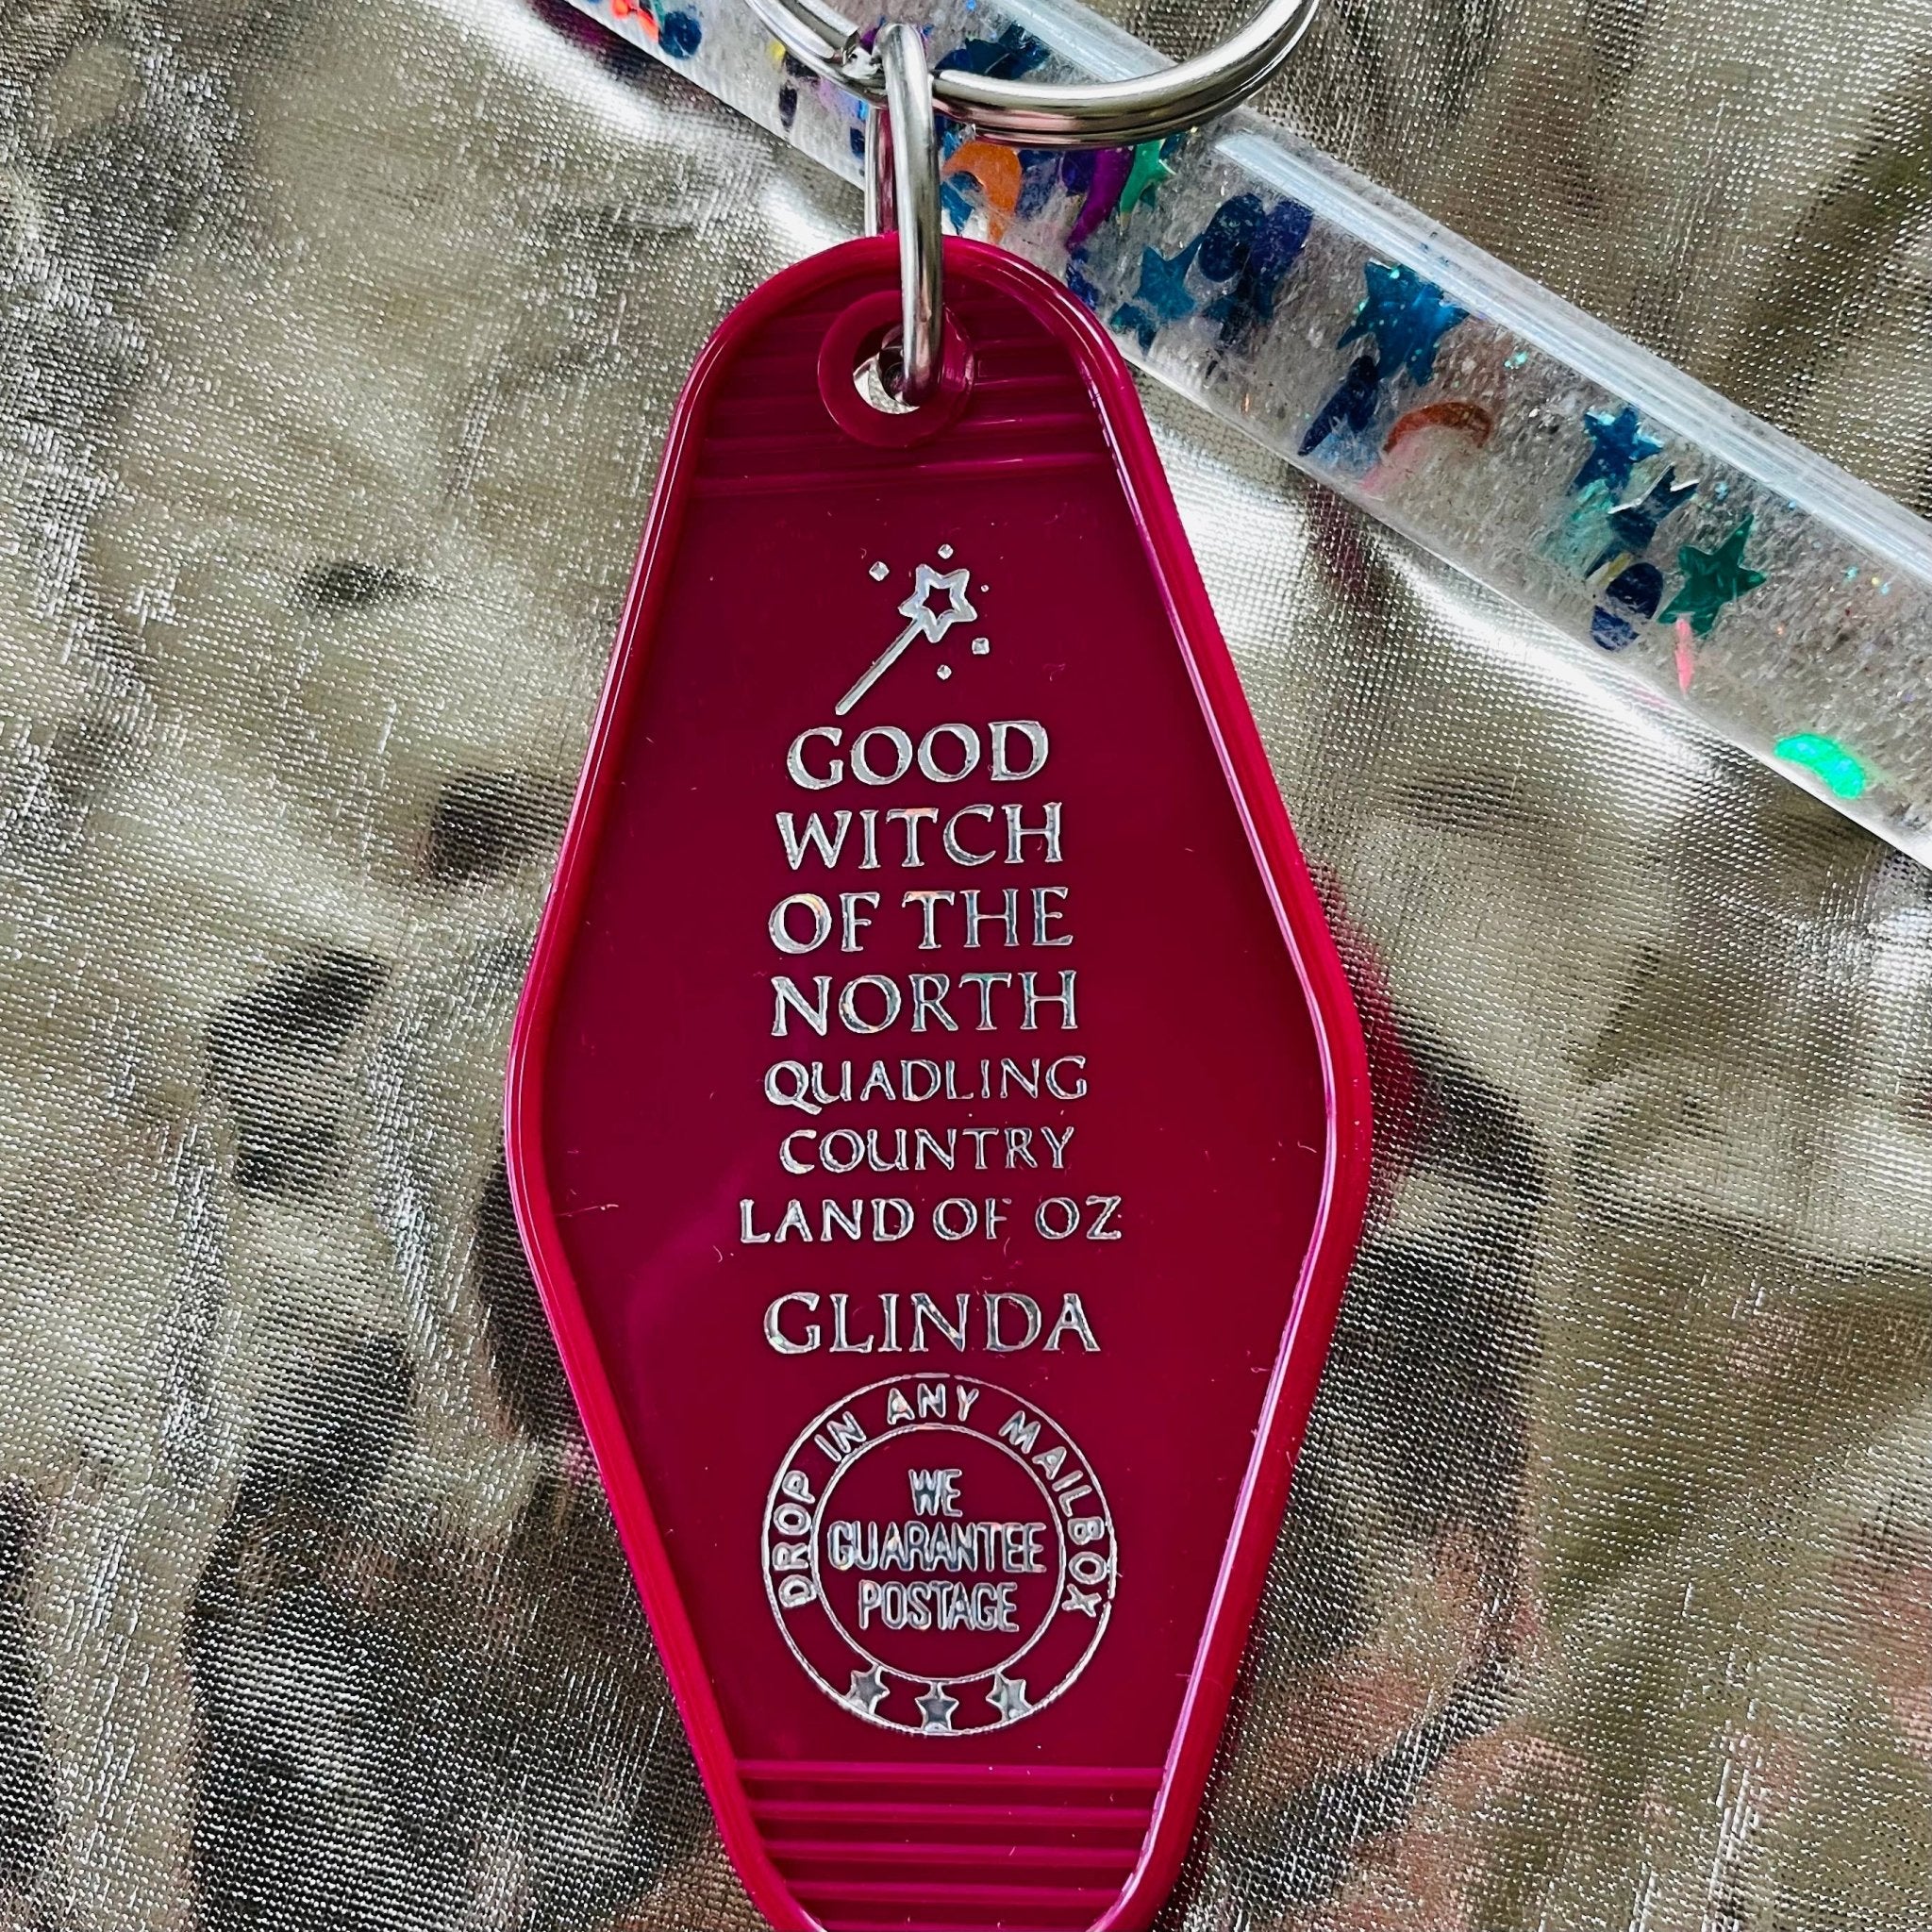 GOOD
WITCH
OF THE
NORTH
QUADLING
COUNTRY
LAND OF OZ
GLINDA
DROP IN ANY MAILBOX
WE
GUARANTEE
POSTAGE